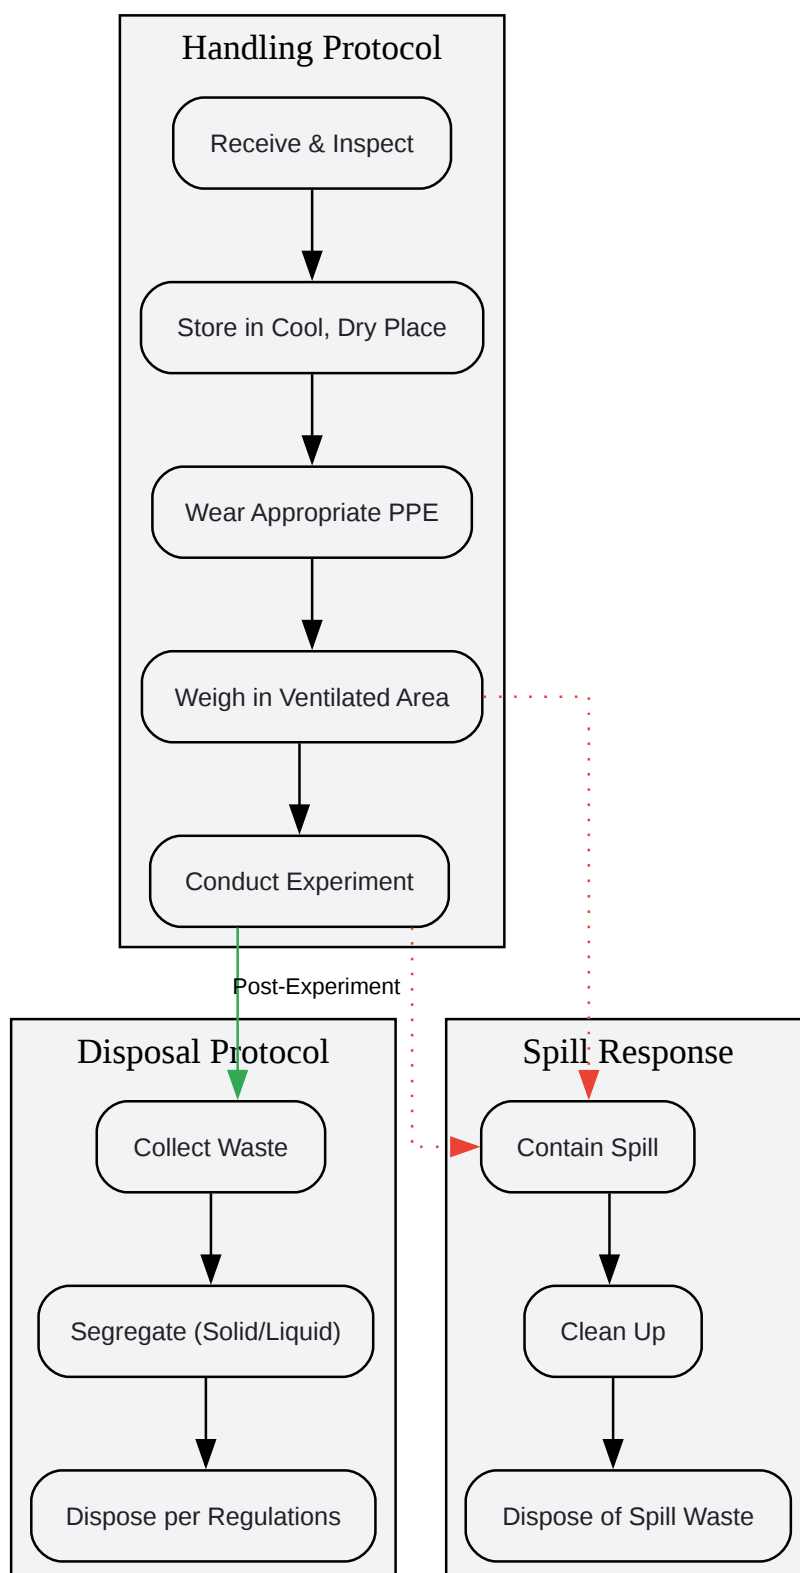 Handling Protocol
Receive & Inspect
Store in Cool, Dry Place
Wear Appropriate PPE
Weigh in Ventilated Area
Conduct Experiment
Post-Experiment
Disposal Protocol
Collect Waste
Segregate (Solid/Liquid)
Dispose per Regulations
Spill Response
Contain Spill
Clean Up
Dispose of Spill Waste